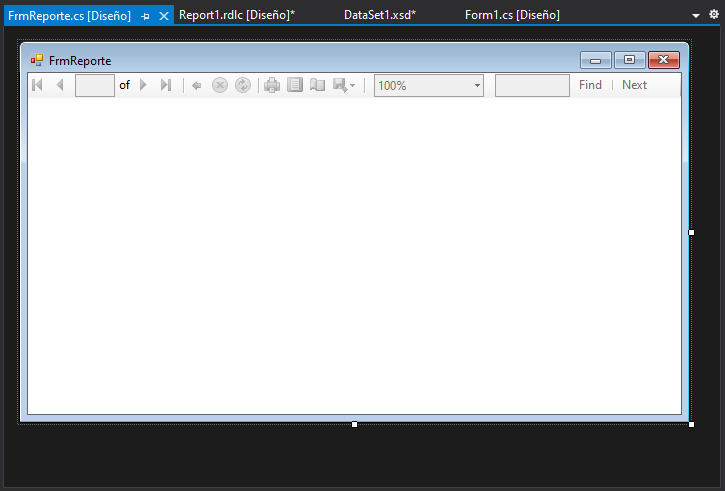 FrmReporte.cs [Diseño] Report1.rdlc [Diseño]* DataSet1.xsd* Form1.cs [Diseño]
FrmReporte
of 100% Find | Next